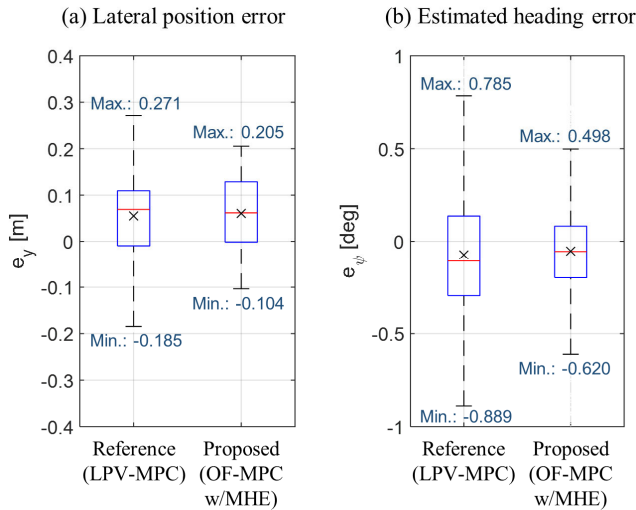 (a) Lateral position error
0.4
0.3
0.2
0.1
0
-0.1
-0.2
-0.3
-0.4
e_y [m]
Max.: 0.271
Max.: 0.205
Min.: -0.104
Min.: -0.185
Reference
(LPV-MPC)
Proposed
(OF-MPC
w/MHE)
(b) Estimated heading error
1
0.5
0
-0.5
-1
e_ψ [deg]
Max.: 0.785
Max.: 0.498
Min.: -0.620
Min.: -0.889
Reference
(LPV-MPC)
Proposed
(OF-MPC
w/MHE)